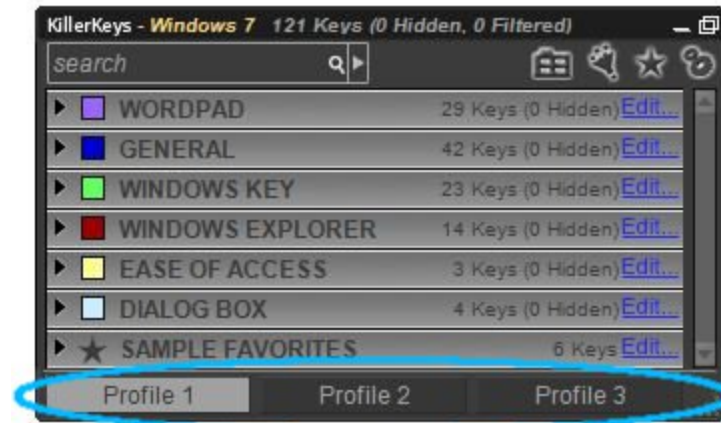 KillerKeys - Windows 7 121 Keys (0 Hidden, 0 Filtered)
search
WORDPAD 29 Keys (0 Hidden) Edit...
GENERAL 42 Keys (0 Hidden) Edit...
WINDOWS KEY 23 Keys (0 Hidden) Edit...
WINDOWS EXPLORER 14 Keys (0 Hidden) Edit...
EASE OF ACCESS 3 Keys (0 Hidden) Edit...
DIALOG BOX 4 Keys (0 Hidden) Edit...
SAMPLE FAVORITES 6 Keys Edit...
Profile 1 Profile 2 Profile 3